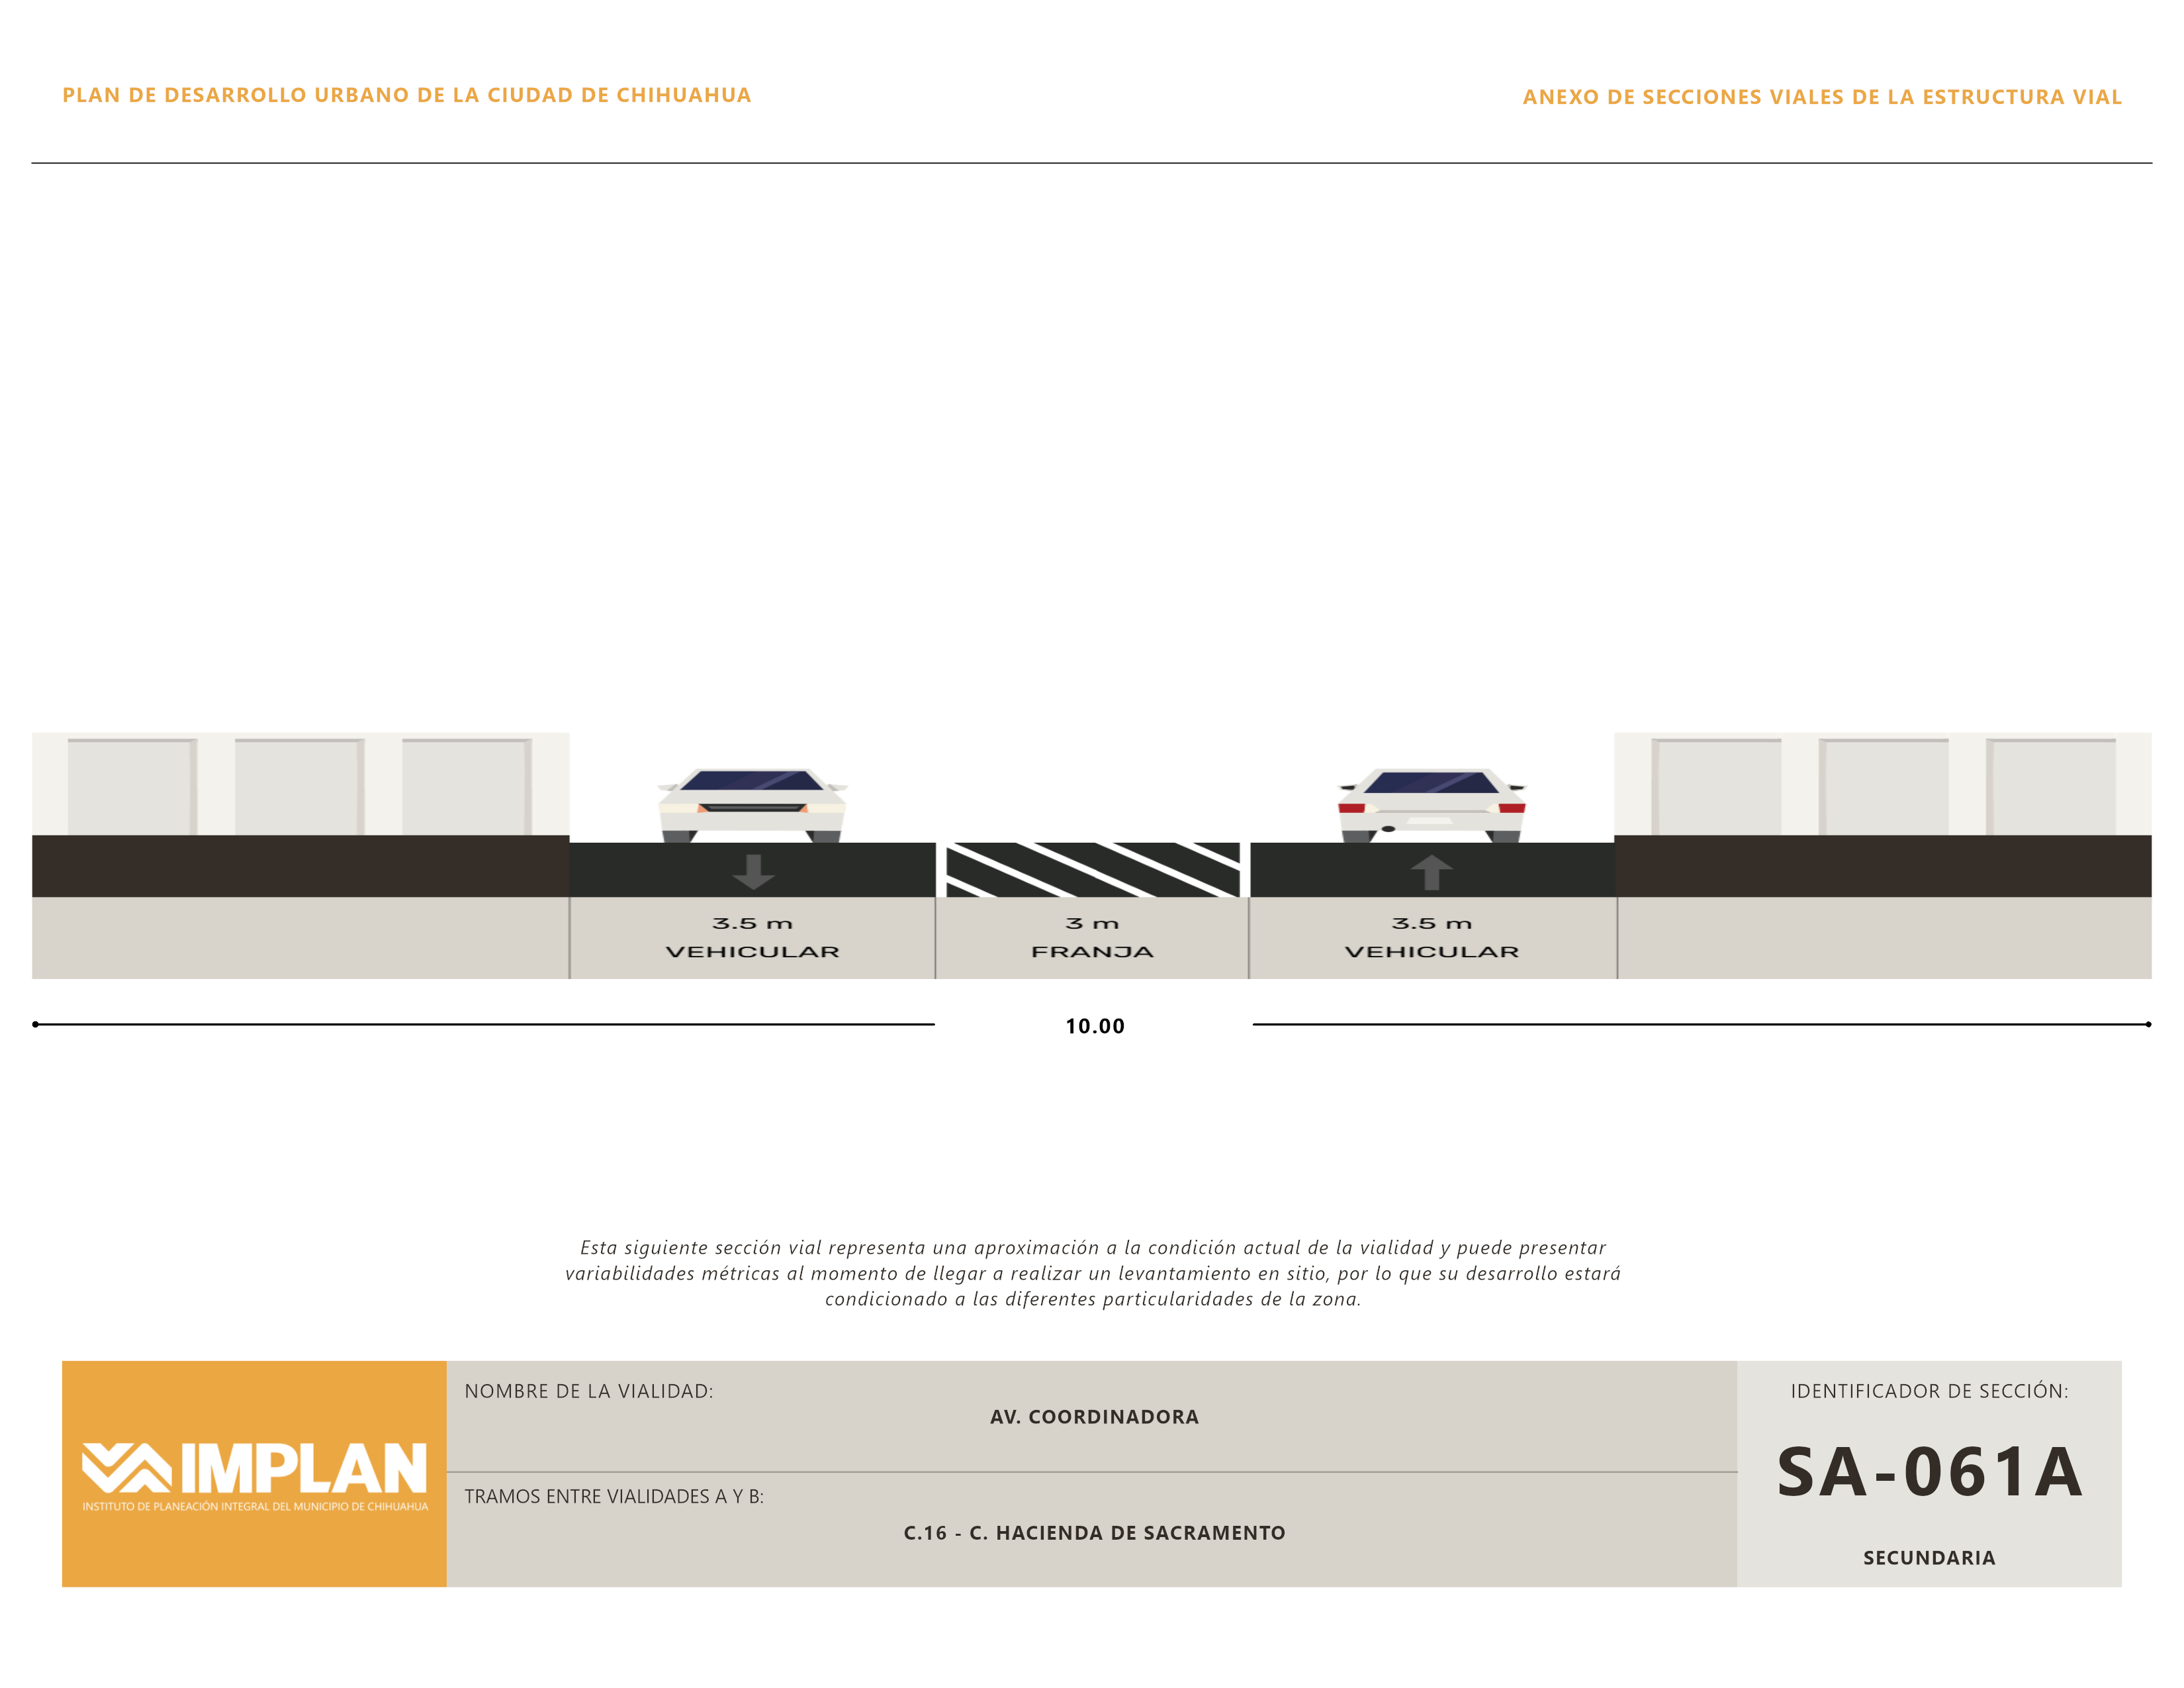 PLAN DE DESARROLLO URBANO DE LA CIUDAD DE CHIHUAHUA
ANEXO DE SECCIONES VIALES DE LA ESTRUCTURA VIAL
3.5 m
VEHICULAR
3 m
FRANJA
3.5 m
VEHICULAR
10.00
Esta siguiente sección vial representa una aproximación a la condición actual de la vialidad y puede presentar
variabilidades métricas al momento de llegar a realizar un levantamiento en sitio, por lo que su desarrollo estará
condicionado a las diferentes particularidades de la zona.
IMPLAN
INSTITUTO DE PLANEACIÓN INTEGRAL DEL MUNICIPIO DE CHIHUAHUA
NOMBRE DE LA VIALIDAD:
AV. COORDINADORA
TRAMOS ENTRE VIALIDADES A Y B:
C.16 - C. HACIENDA DE SACRAMENTO
IDENTIFICADOR DE SECCIÓN:
SA-061A
SECUNDARIA